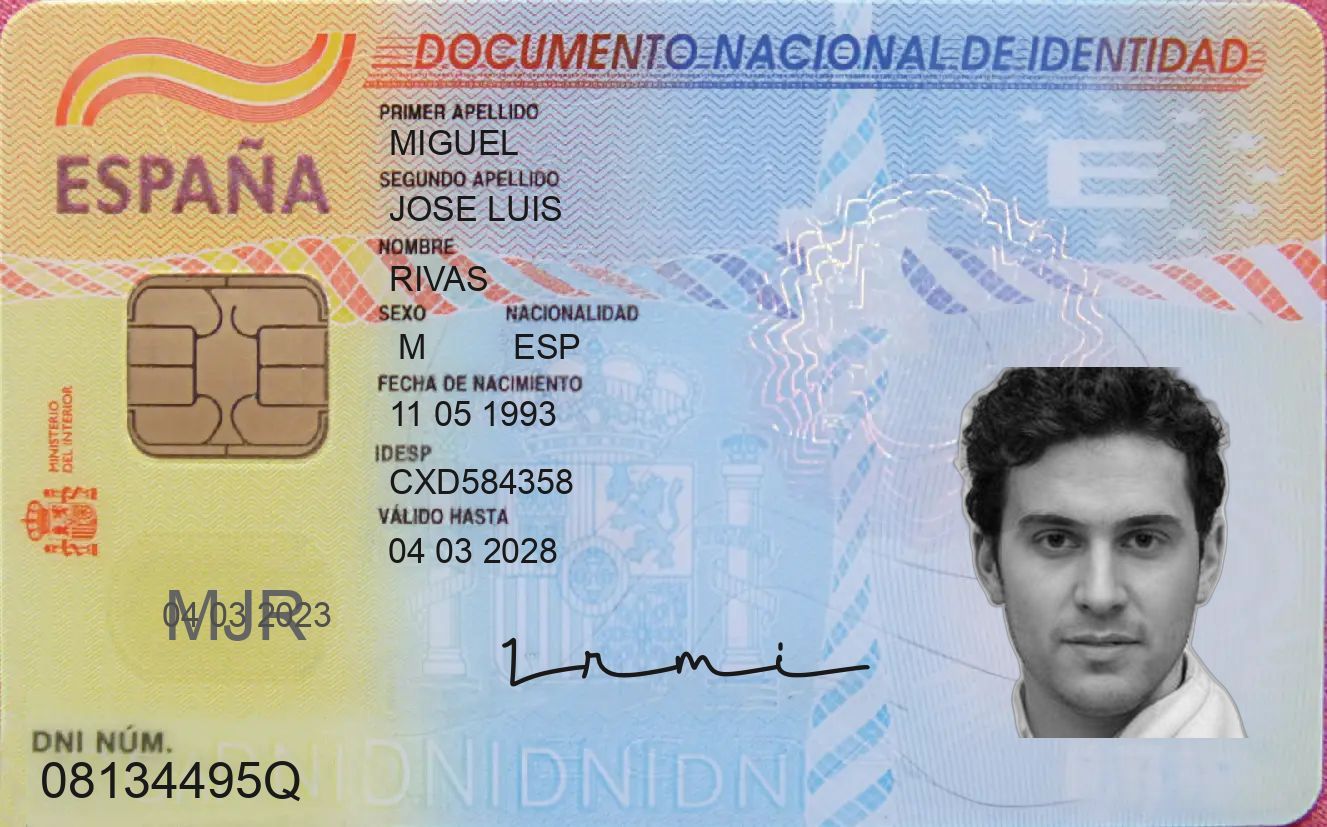 DOCUMENTO NACIONAL DE IDENTIDAD
ESPAÑA
PRIMER APELLIDO
MIGUEL
SEGUNDO APELLIDO
JOSE LUIS
NOMBRE
RIVAS
SEXO NACIONALIDAD
M ESP
FECHA DE NACIMIENTO
11 05 1993
IDESP
CXD584358
VÁLIDO HASTA
04 03 2028
MINISTERIO
DEL INTERIOR
E
04 03 2023
MJR
DNI NÚM.
08134495Q
DNIDNIDNIDNI